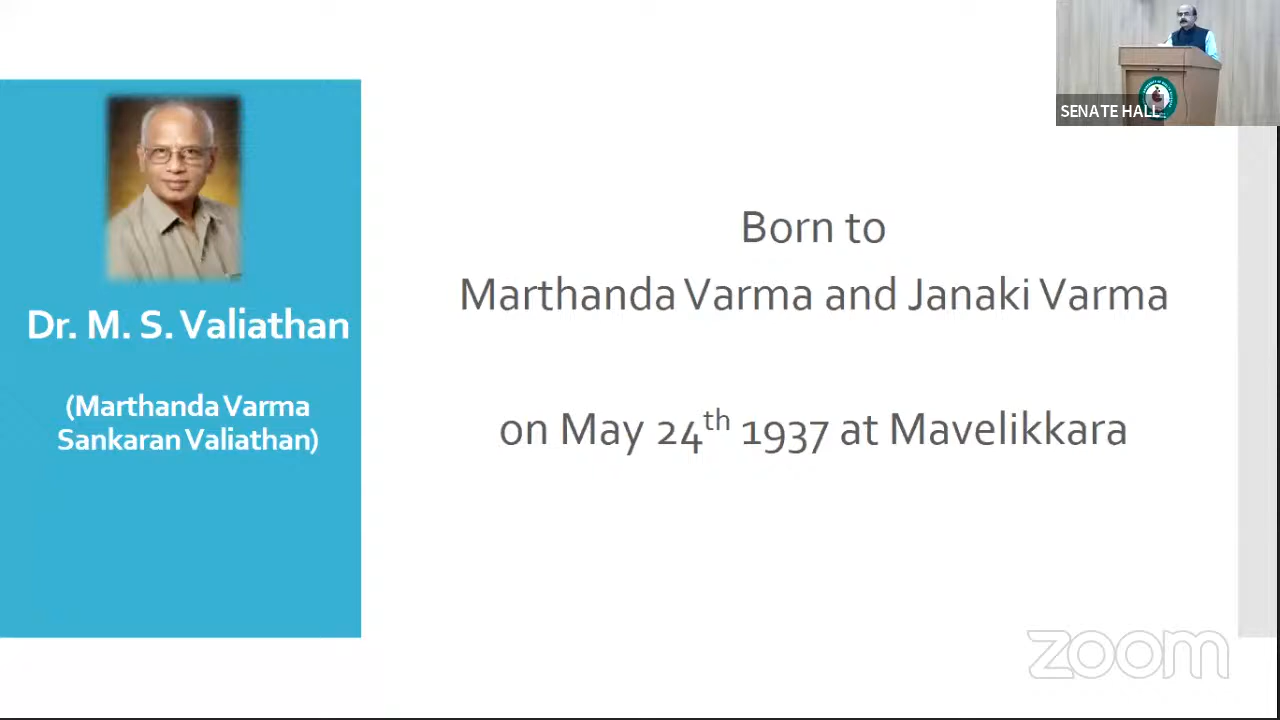 SENATE HALL
Dr. M. S. Valiathan
(Marthanda Varma
Sankaran Valiathan)
Born to
Marthanda Varma and Janaki Varma
on May 24th 1937 at Mavelikkara
zoom